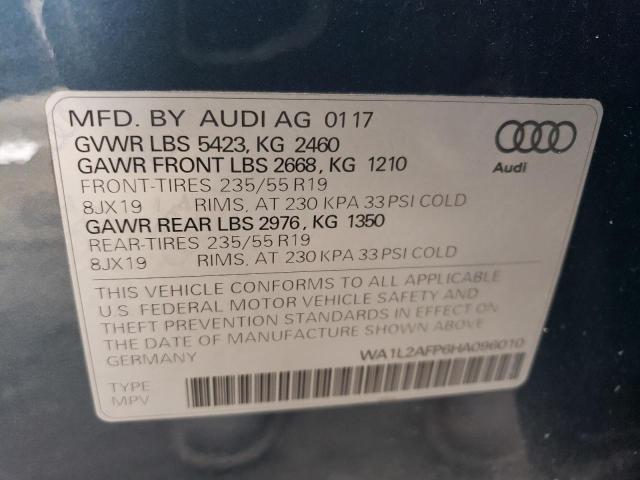 MFD. BY AUDI AG 01 17
GVWR LBS 5423, KG 2460
GAWR FRONT LBS 2668, KG 1210
FRONT-TIRES 235/55 R19
8JX19 RIMS, AT 230 KPA 33 PSI COLD
GAWR REAR LBS 2976, KG 1350
REAR-TIRES 235/55 R19
8JX19 RIMS, AT 230 KPA 33 PSI COLD
Audi
THIS VEHICLE CONFORMS TO ALL APPLICABLE
U.S. FEDERAL MOTOR VEHICLE SAFETY AND
THEFT PREVENTION STANDARDS IN EFFECT ON
THE DATE OF MANUFACTURE SHOWN ABOVE.
GERMANY
WA1L2AFP6HA096010
TYPE
MPV